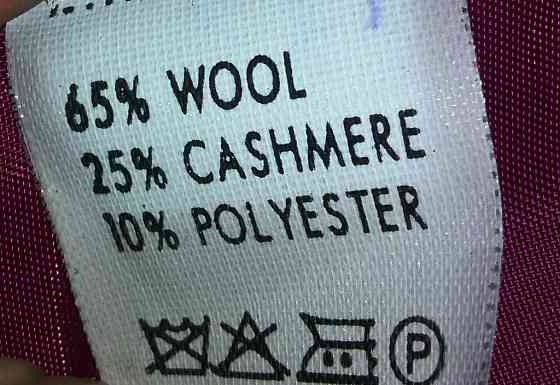 65% WOOL
25% CASHMERE
10% POLYESTER
P